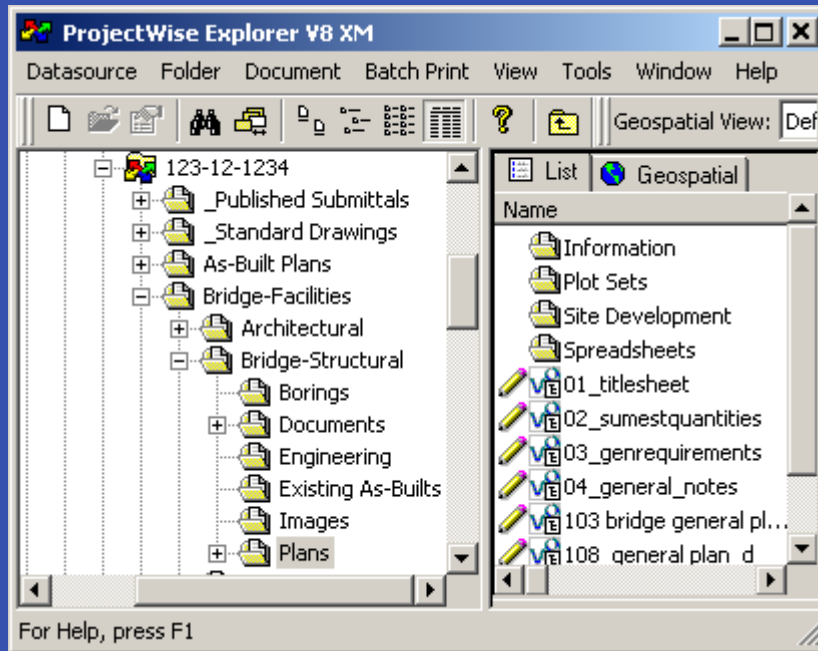 ProjectWise Explorer V8 XM
Datasource Folder Document Batch Print View Tools Window Help
Geospatial View: Def
123-12-1234
_Published Submittals
_Standard Drawings
As-Built Plans
Bridge-Facilities
Architectural
Bridge-Structural
Borings
Documents
Engineering
Existing As-Builts
Images
Plans
List Geospatial
Name
Information
Plot Sets
Site Development
Spreadsheets
01_titlesheet
02_sumestquantities
03_genrequirements
04_general_notes
103 bridge general pl...
108_general plan_d
For Help, press F1